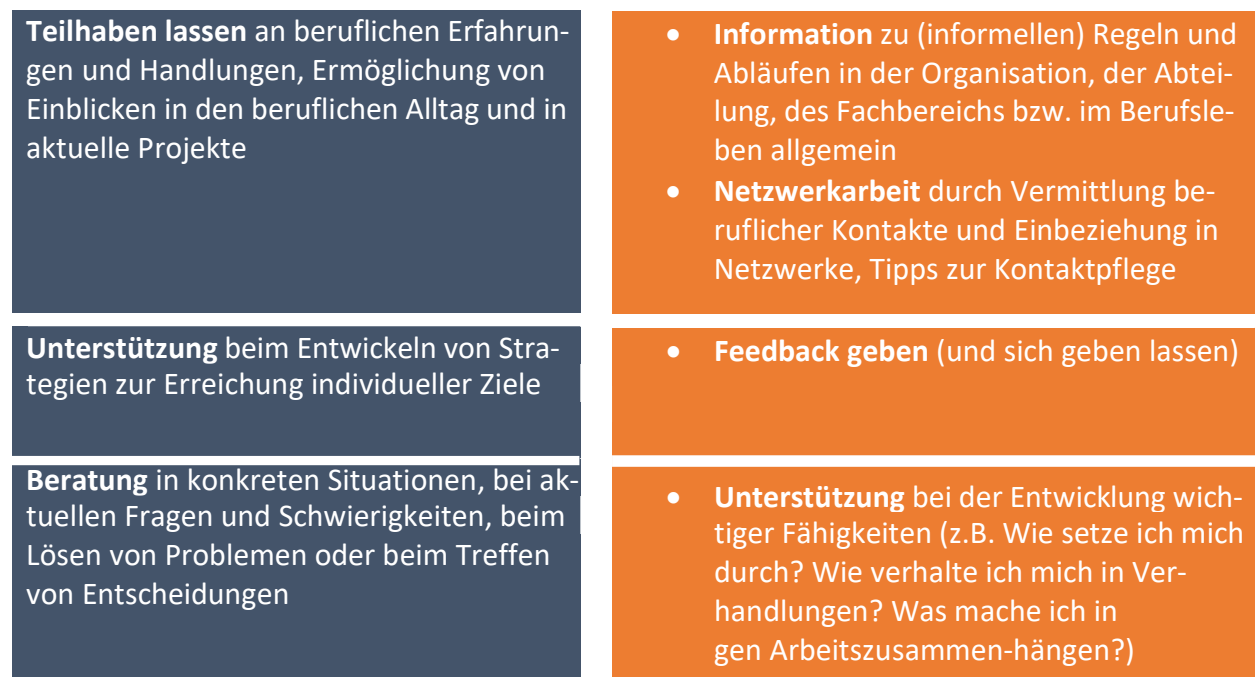 Teilhaben lassen an beruflichen Erfahrun-
gen und Handlungen, Ermöglichung von
Einblicken in den beruflichen Alltag und in
aktuelle Projekte
• Information zu (informellen) Regeln und
Abläufen in der Organisation, der Abtei-
lung, des Fachbereichs bzw. im Berufsle-
ben allgemein
• Netzwerkarbeit durch Vermittlung be-
ruflicher Kontakte und Einbeziehung in
Netzwerke, Tipps zur Kontaktpflege
Unterstützung beim Entwickeln von Stra-
tegien zur Erreichung individueller Ziele
• Feedback geben (und sich geben lassen)
Beratung in konkreten Situationen, bei ak-
tuellen Fragen und Schwierigkeiten, beim
Lösen von Problemen oder beim Treffen
von Entscheidungen
• Unterstützung bei der Entwicklung wich-
tiger Fähigkeiten (z.B. Wie setze ich mich
durch? Wie verhalte ich mich in Ver-
handlungen? Was mache ich in
gen Arbeitszusammen-hängen?)